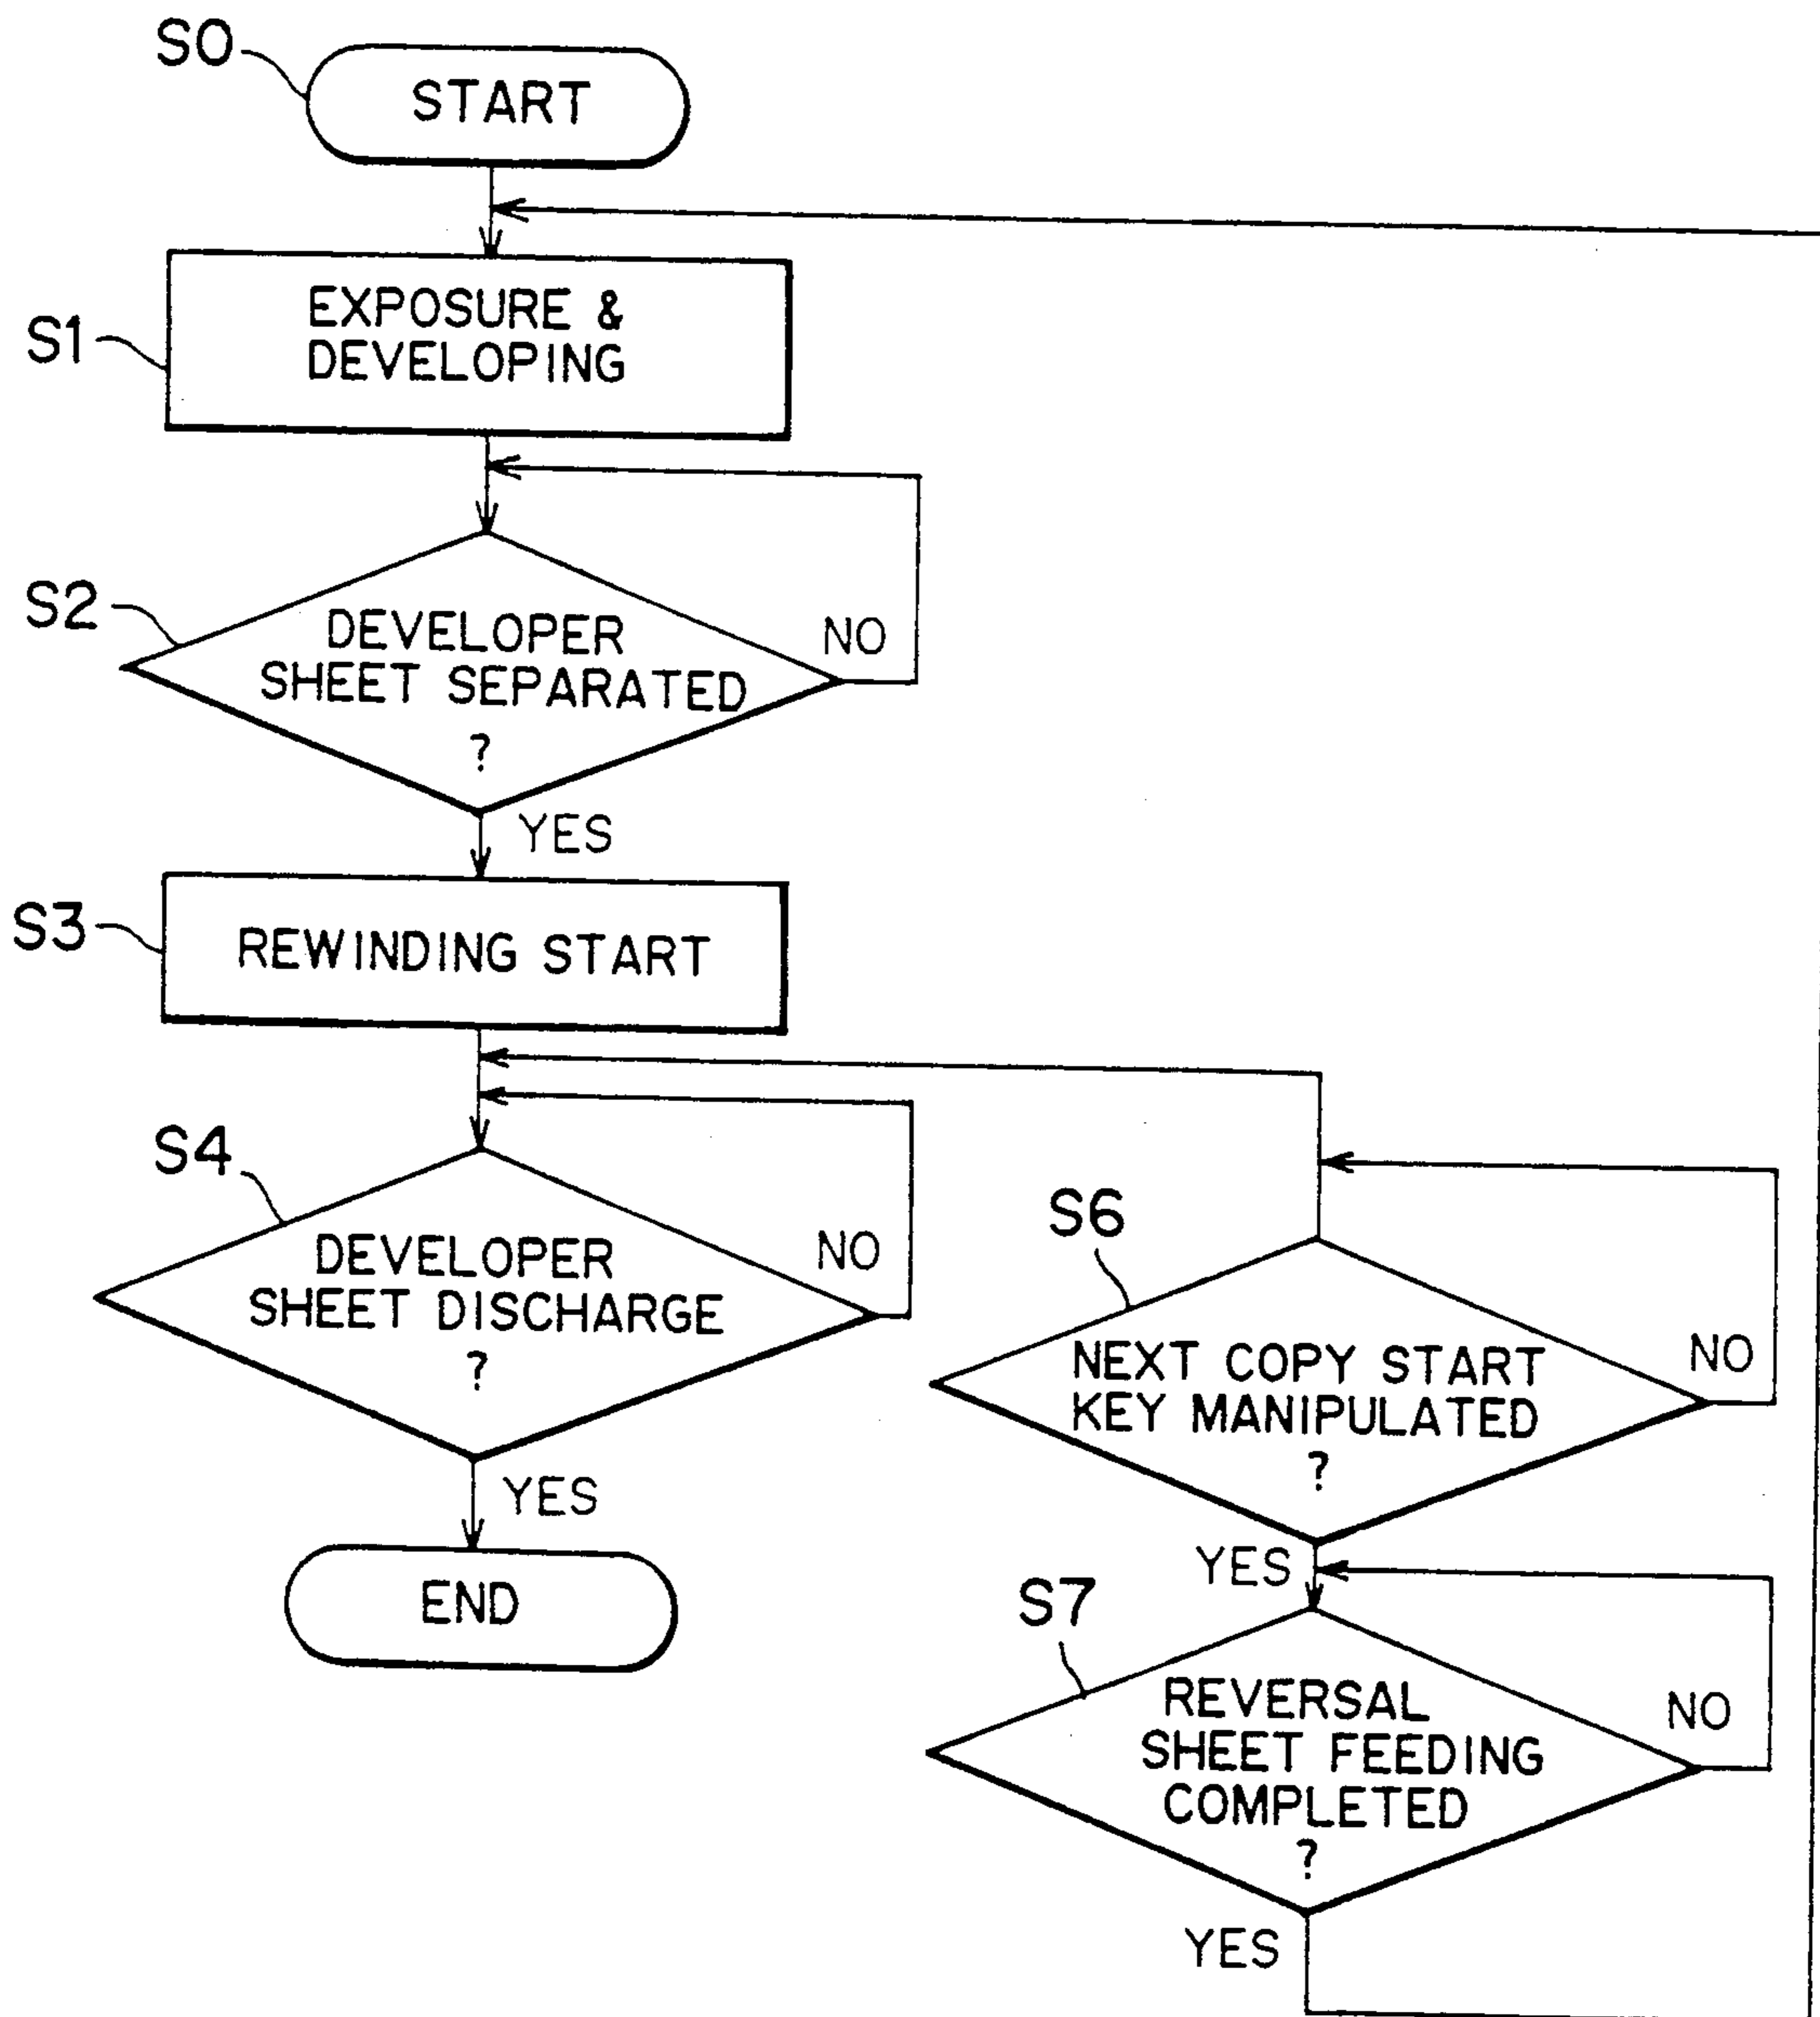 S0
START
S1
EXPOSURE &
DEVELOPING
S2
DEVELOPER
SHEET SEPARATED
?
NO
YES
S3
REWINDING START
S4
DEVELOPER
SHEET DISCHARGE
?
NO
YES
END
S6
NEXT COPY START
KEY MANIPULATED
?
NO
YES
S7
REVERSAL
SHEET FEEDING
COMPLETED
?
NO
YES